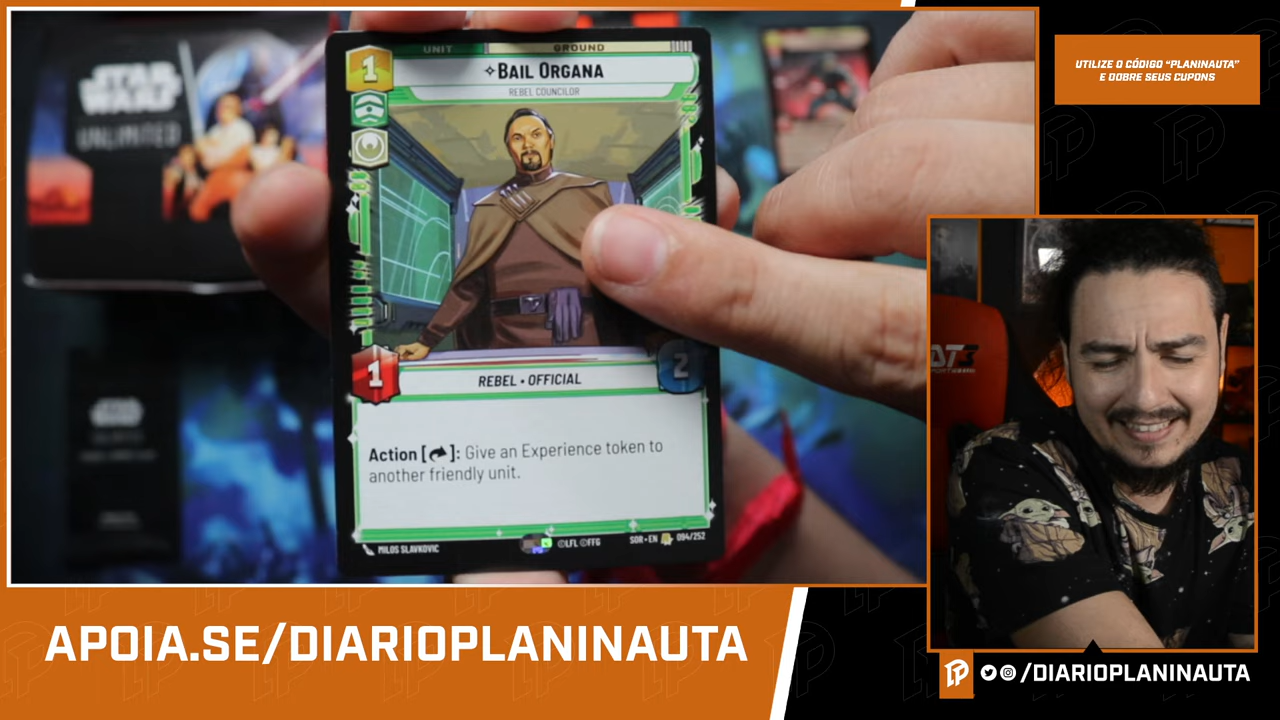 STAR WARS
UNLIMITED
UNIT
GROUND
1
BAIL ORGANA
REBEL COUNCILOR
1
2
REBEL • OFFICIAL
Action [ ]: Give an Experience token to
another friendly unit.
MILOS SLAVKOVIC
©LFL ©FFG
SOR • EN
094/252
UTILIZE O CÓDIGO “PLANINAUTA”
E DOBRE SEUS CUPONS
APOIA.SE/DIARIOPLANINAUTA
/DIARIOPLANINAUTA